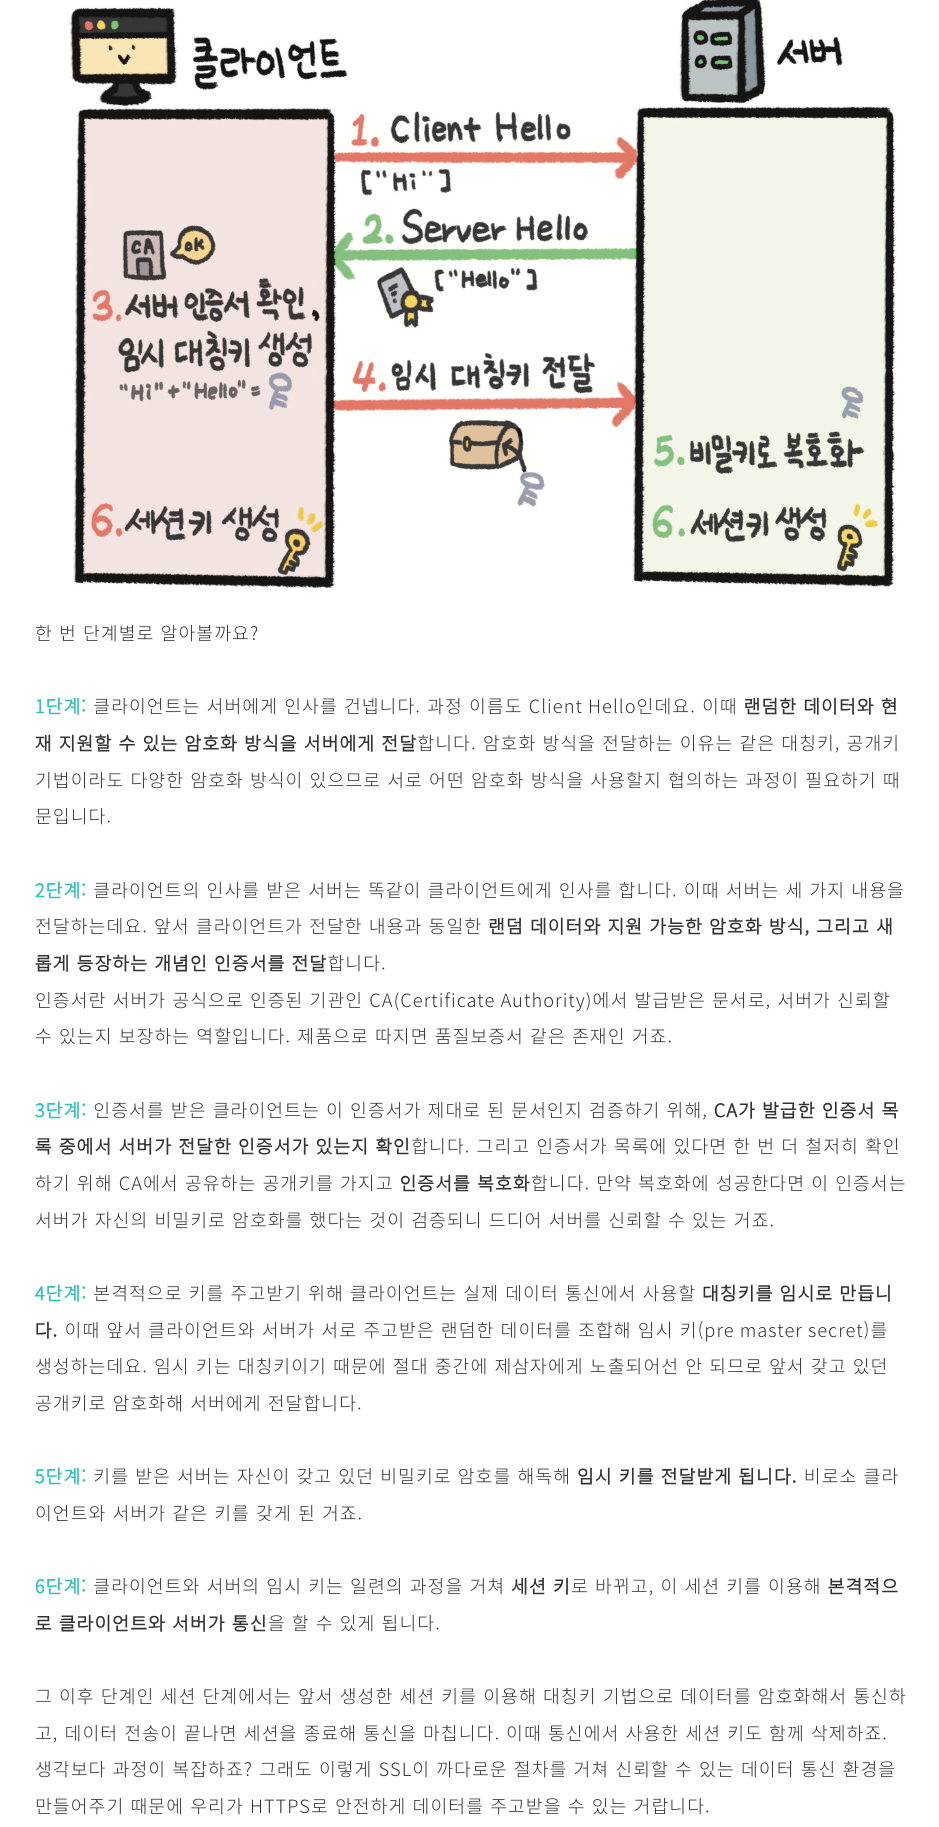 클라이언트
서버
1. Client Hello
["Hi"]
2. Server Hello
["Hello"]
CA
OK
3. 서버 인증서 확인,
임시 대칭키 생성
"Hi"+"Hello"=
4. 임시 대칭키 전달
5. 비밀키로 복호화
6. 세션키 생성
6. 세션키 생성
한 번 단계별로 알아볼까요?
1단계: 클라이언트는 서버에게 인사를 건넵니다. 과정 이름도 Client Hello인데요. 이때 랜덤한 데이터와 현
재 지원할 수 있는 암호화 방식을 서버에게 전달합니다. 암호화 방식을 전달하는 이유는 같은 대칭키, 공개키
기법이라도 다양한 암호화 방식이 있으므로 서로 어떤 암호화 방식을 사용할지 협의하는 과정이 필요하기 때
문입니다.
2단계: 클라이언트의 인사를 받은 서버는 똑같이 클라이언트에게 인사를 합니다. 이때 서버는 세 가지 내용을
전달하는데요. 앞서 클라이언트가 전달한 내용과 동일한 랜덤 데이터와 지원 가능한 암호화 방식, 그리고 새
롭게 등장하는 개념인 인증서를 전달합니다.
인증서란 서버가 공식으로 인증된 기관인 CA(Certificate Authority)에서 발급받은 문서로, 서버가 신뢰할
수 있는지 보장하는 역할입니다. 제품으로 따지면 품질보증서 같은 존재인 거죠.
3단계: 인증서를 받은 클라이언트는 이 인증서가 제대로 된 문서인지 검증하기 위해, CA가 발급한 인증서 목
록 중에서 서버가 전달한 인증서가 있는지 확인합니다. 그리고 인증서가 목록에 있다면 한 번 더 철저히 확인
하기 위해 CA에서 공유하는 공개키를 가지고 인증서를 복호화합니다. 만약 복호화에 성공한다면 이 인증서는
서버가 자신의 비밀키로 암호화를 했다는 것이 검증되니 드디어 서버를 신뢰할 수 있는 거죠.
4단계: 본격적으로 키를 주고받기 위해 클라이언트는 실제 데이터 통신에서 사용할 대칭키를 임시로 만듭니
다. 이때 앞서 클라이언트와 서버가 서로 주고받은 랜덤한 데이터를 조합해 임시 키(pre master secret)를
생성하는데요. 임시 키는 대칭키이기 때문에 절대 중간에 제삼자에게 노출되어선 안 되므로 앞서 갖고 있던
공개키로 암호화해 서버에게 전달합니다.
5단계: 키를 받은 서버는 자신이 갖고 있던 비밀키로 암호를 해독해 임시 키를 전달받게 됩니다. 비로소 클라
이언트와 서버가 같은 키를 갖게 된 거죠.
6단계: 클라이언트와 서버의 임시 키는 일련의 과정을 거쳐 세션 키로 바뀌고, 이 세션 키를 이용해 본격적으
로 클라이언트와 서버가 통신을 할 수 있게 됩니다.
그 이후 단계인 세션 단계에서는 앞서 생성한 세션 키를 이용해 대칭키 기법으로 데이터를 암호화해서 통신하
고, 데이터 전송이 끝나면 세션을 종료해 통신을 마칩니다. 이때 통신에서 사용한 세션 키도 함께 삭제하죠.
생각보다 과정이 복잡하죠? 그래도 이렇게 SSL이 까다로운 절차를 거쳐 신뢰할 수 있는 데이터 통신 환경을
만들어주기 때문에 우리가 HTTPS로 안전하게 데이터를 주고받을 수 있는 거랍니다.